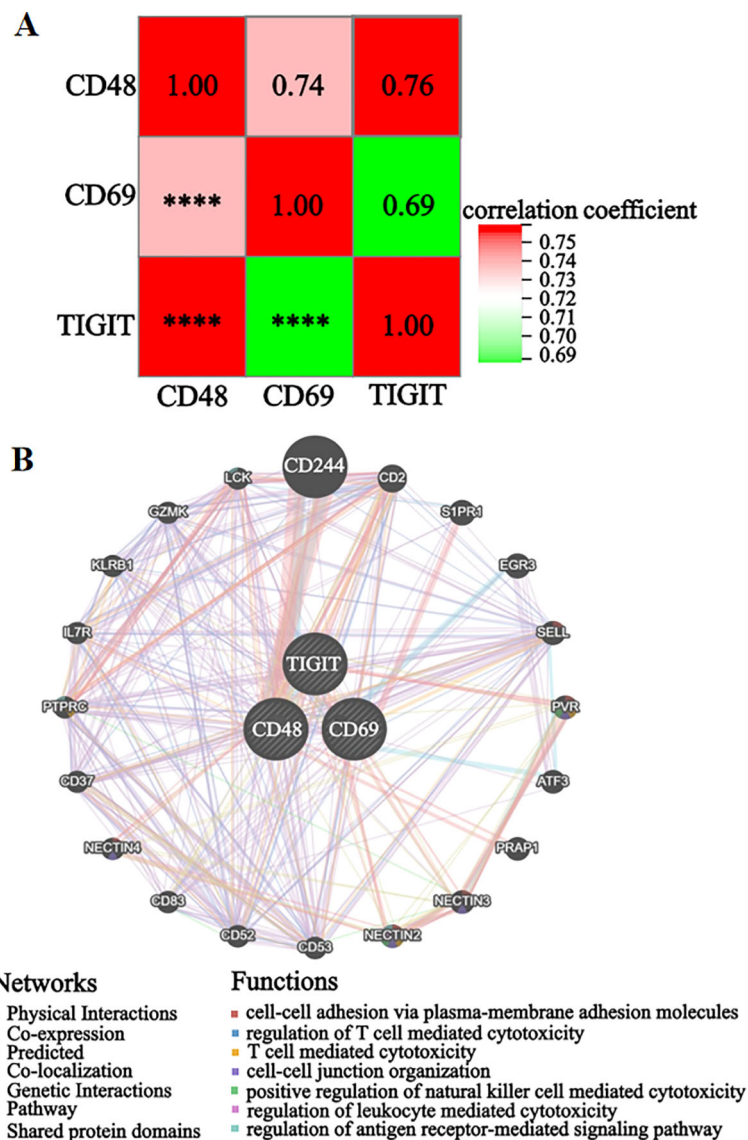 A
CD48 1.00 0.74 0.76
CD69 **** 1.00 0.69
TIGIT **** **** 1.00
CD48 CD69 TIGIT
correlation coefficient
0.75
0.74
0.73
0.72
0.71
0.70
0.69
B
CD244
LCK
CD2
GZMK
S1PR1
KLRB1
EGR3
IL7R
SELL
TIGIT
PTPRC
PVR
CD48
CD69
CD37
ATF3
NECTIN4
PRAP1
CD83
NECTIN3
CD52
CD53
NECTIN2
Networks
Physical Interactions
Co-expression
Predicted
Co-localization
Genetic Interactions
Pathway
Shared protein domains
Functions
cell-cell adhesion via plasma-membrane adhesion molecules
regulation of T cell mediated cytotoxicity
T cell mediated cytotoxicity
cell-cell junction organization
positive regulation of natural killer cell mediated cytotoxicity
regulation of leukocyte mediated cytotoxicity
regulation of antigen receptor-mediated signaling pathway